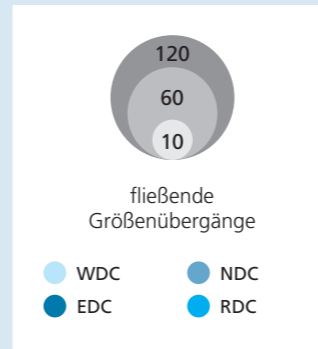 120
60
10
fließende
Größenübergänge
WDC NDC
EDC RDC